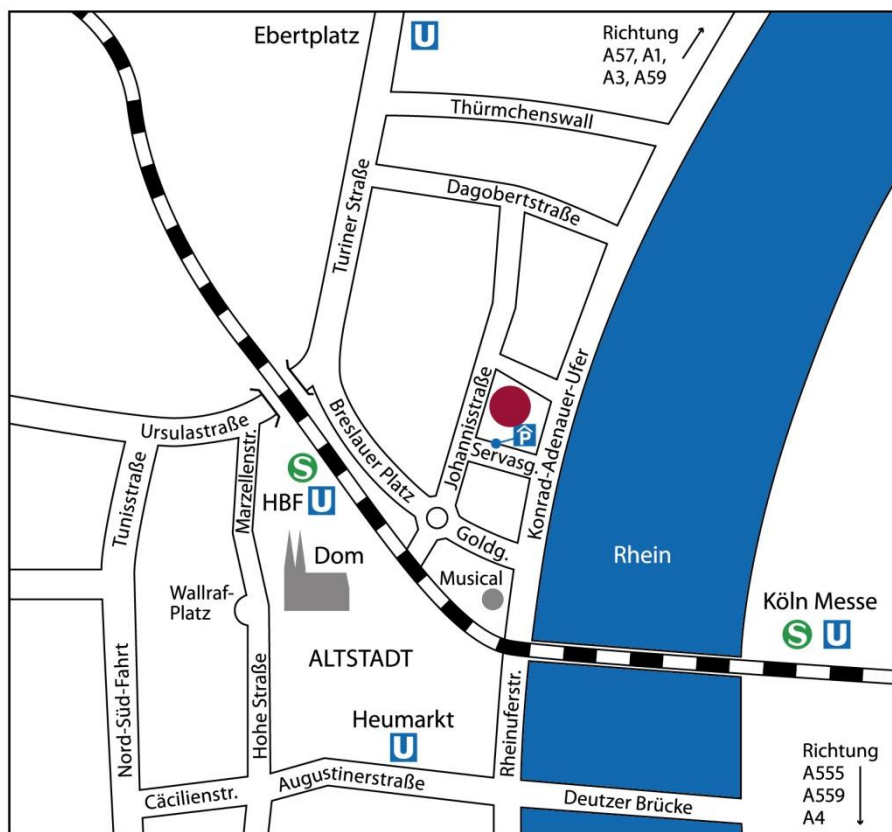 Ebertplatz
U
Richtung
A57, A1,
A3, A59
Thürmchenswall
Dagobertstraße
Turiner Straße
Konrad-Adenauer-Ufer
Johannisstraße
P
Servasg.
Breslauer Platz
Ursulastraße
Marzellenstr.
Tunisstraße
S
HBF U
Goldg.
Dom
Musical
Rhein
Wallraf-
Platz
Köln Messe
S U
ALTSTADT
Nord-Süd-Fahrt
Hohe Straße
Rheinuferstr.
Heumarkt
U
Augustinerstraße
Cäcilienstr.
Deutzer Brücke
Richtung
A555
A559
A4